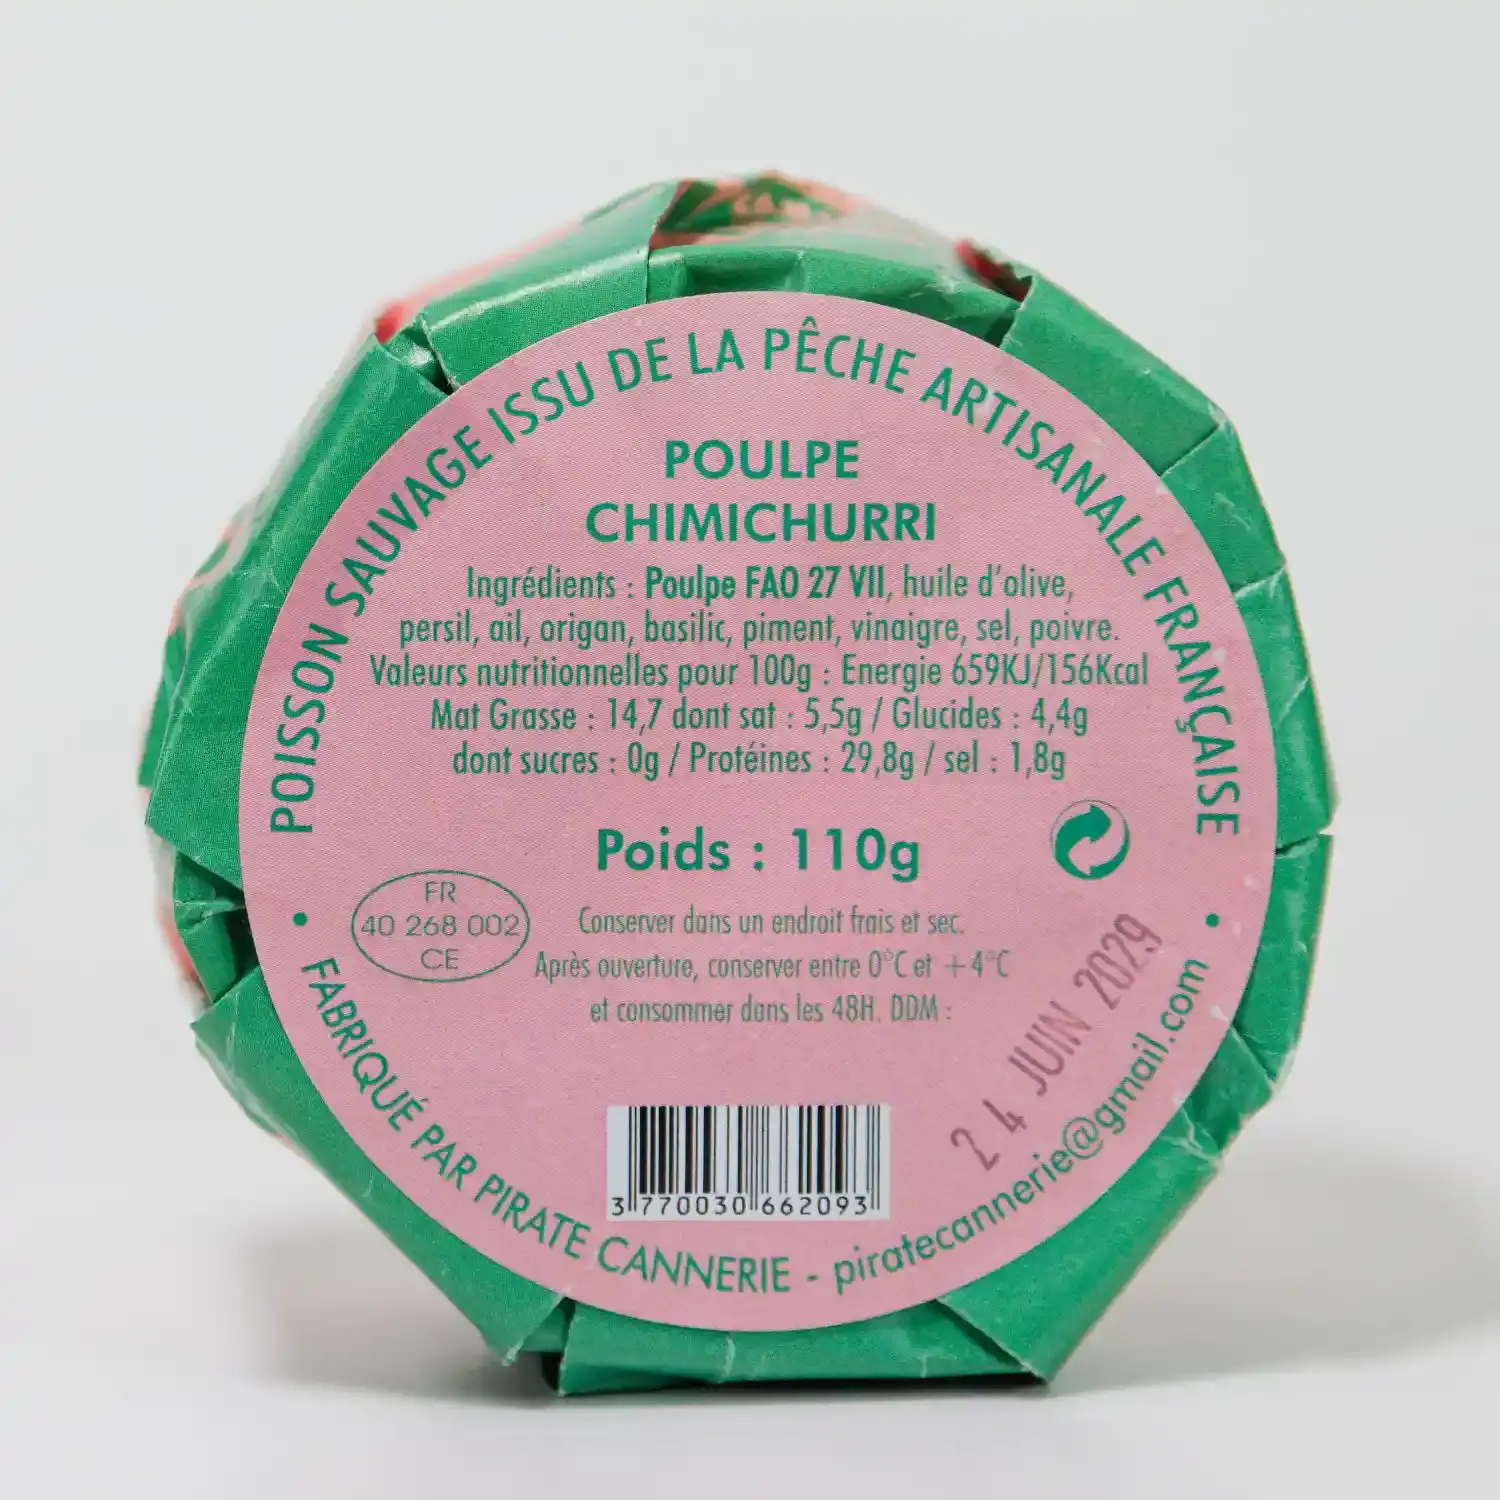 POISSON SAUVAGE ISSU DE LA PÊCHE ARTISANALE FRANÇAISE
POULPE
CHIMICHURRI
Ingrédients : Poulpe FAO 27 VII, huile d'olive,
persil, ail, origan, basilic, piment, vinaigre, sel, poivre.
Valeurs nutritionnelles pour 100g : Energie 659KJ/156Kcal
Mat Grasse : 14,7 dont sat : 5,5g / Glucides : 4,4g
dont sucres : 0g / Protéines : 29,8g / sel : 1,8g
Poids : 110g
FR
40 268 002
CE
Conserver dans un endroit frais et sec.
Après ouverture, conserver entre 0°C et +4°C
et consommer dans les 48H. DDM :
24 JUIN 2029
3 770030 662093
• FABRIQUÉ PAR PIRATE CANNERIE - piratecannerie@gmail.com •